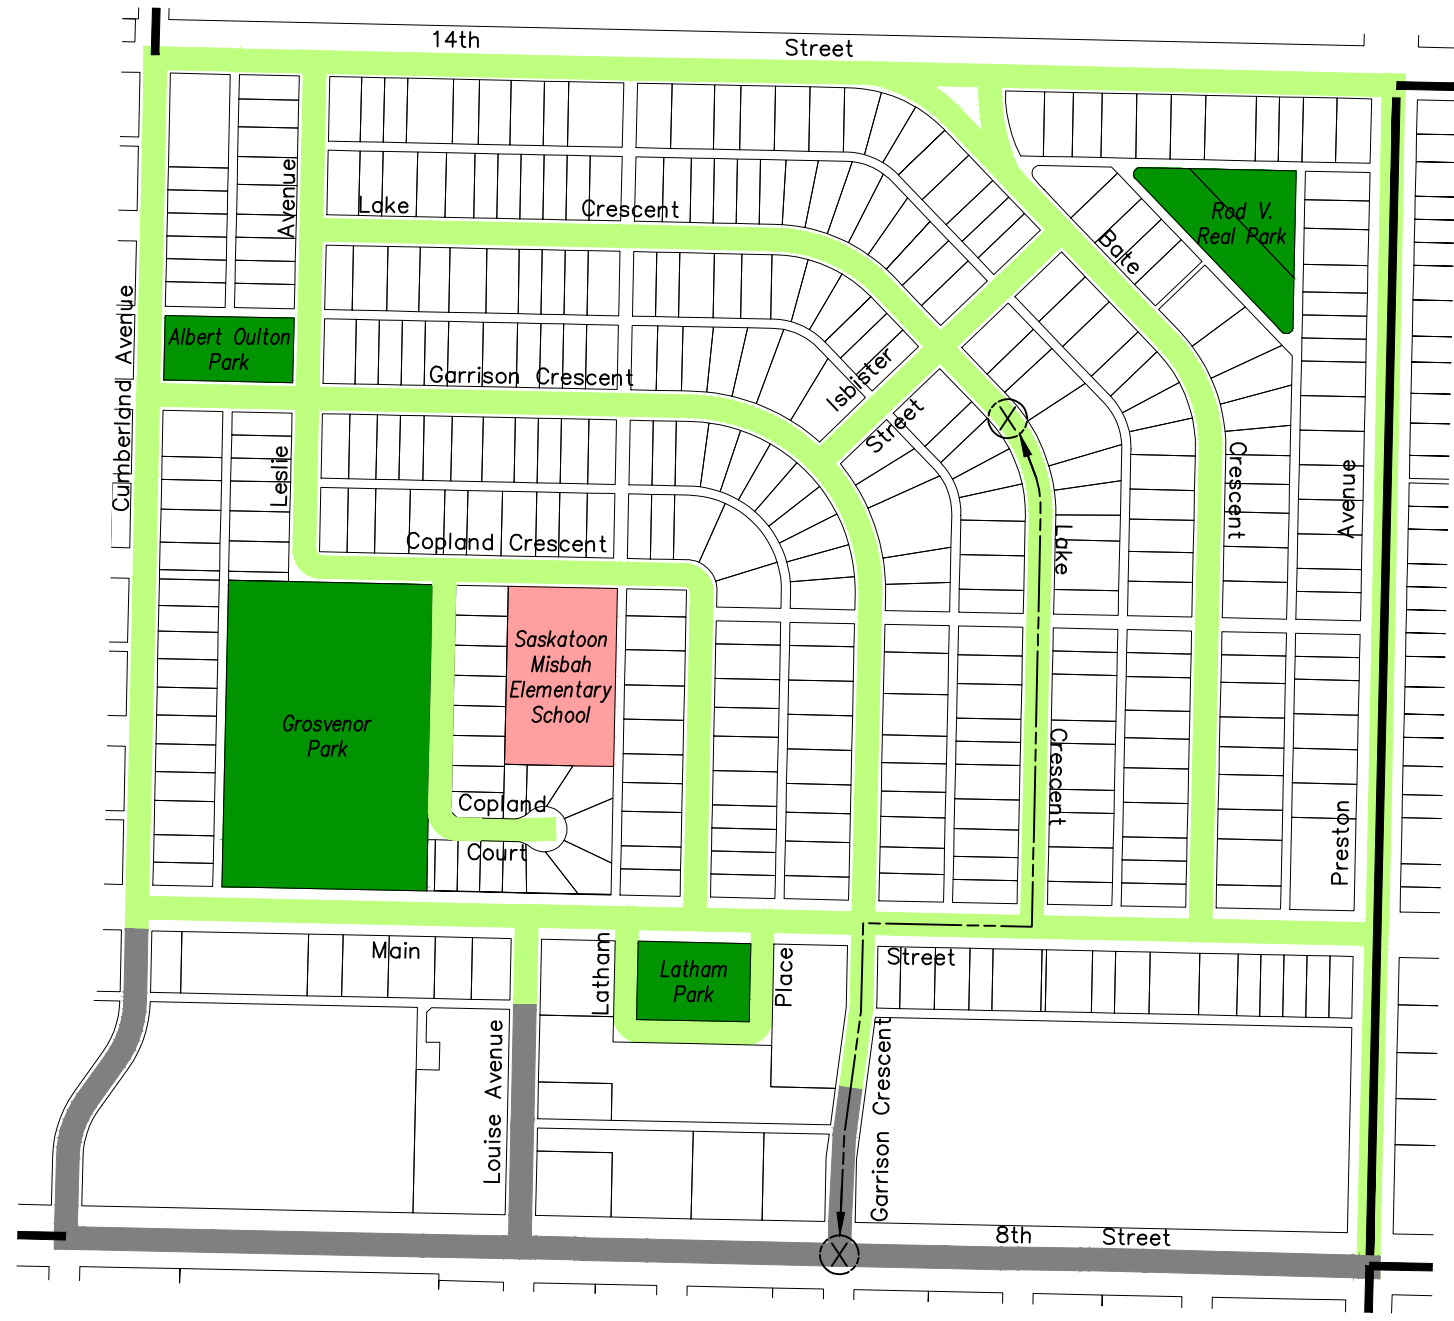 14th
Street
Avenue
Lake
Crescent
Rod V.
Real Park
Bate
Cumberland Avenue
Albert Oulton
Park
Garrison Crescent
Isbister
Street
Leslie
Crescent
Avenue
Copland Crescent
Lake
Saskatoon
Misbah
Elementary
School
Grosvenor
Park
Crescent
Copland
Court
Preston
Main
Latham
Latham
Park
Place
Street
Louise Avenue
Garrison Crescent
8th
Street
X
X